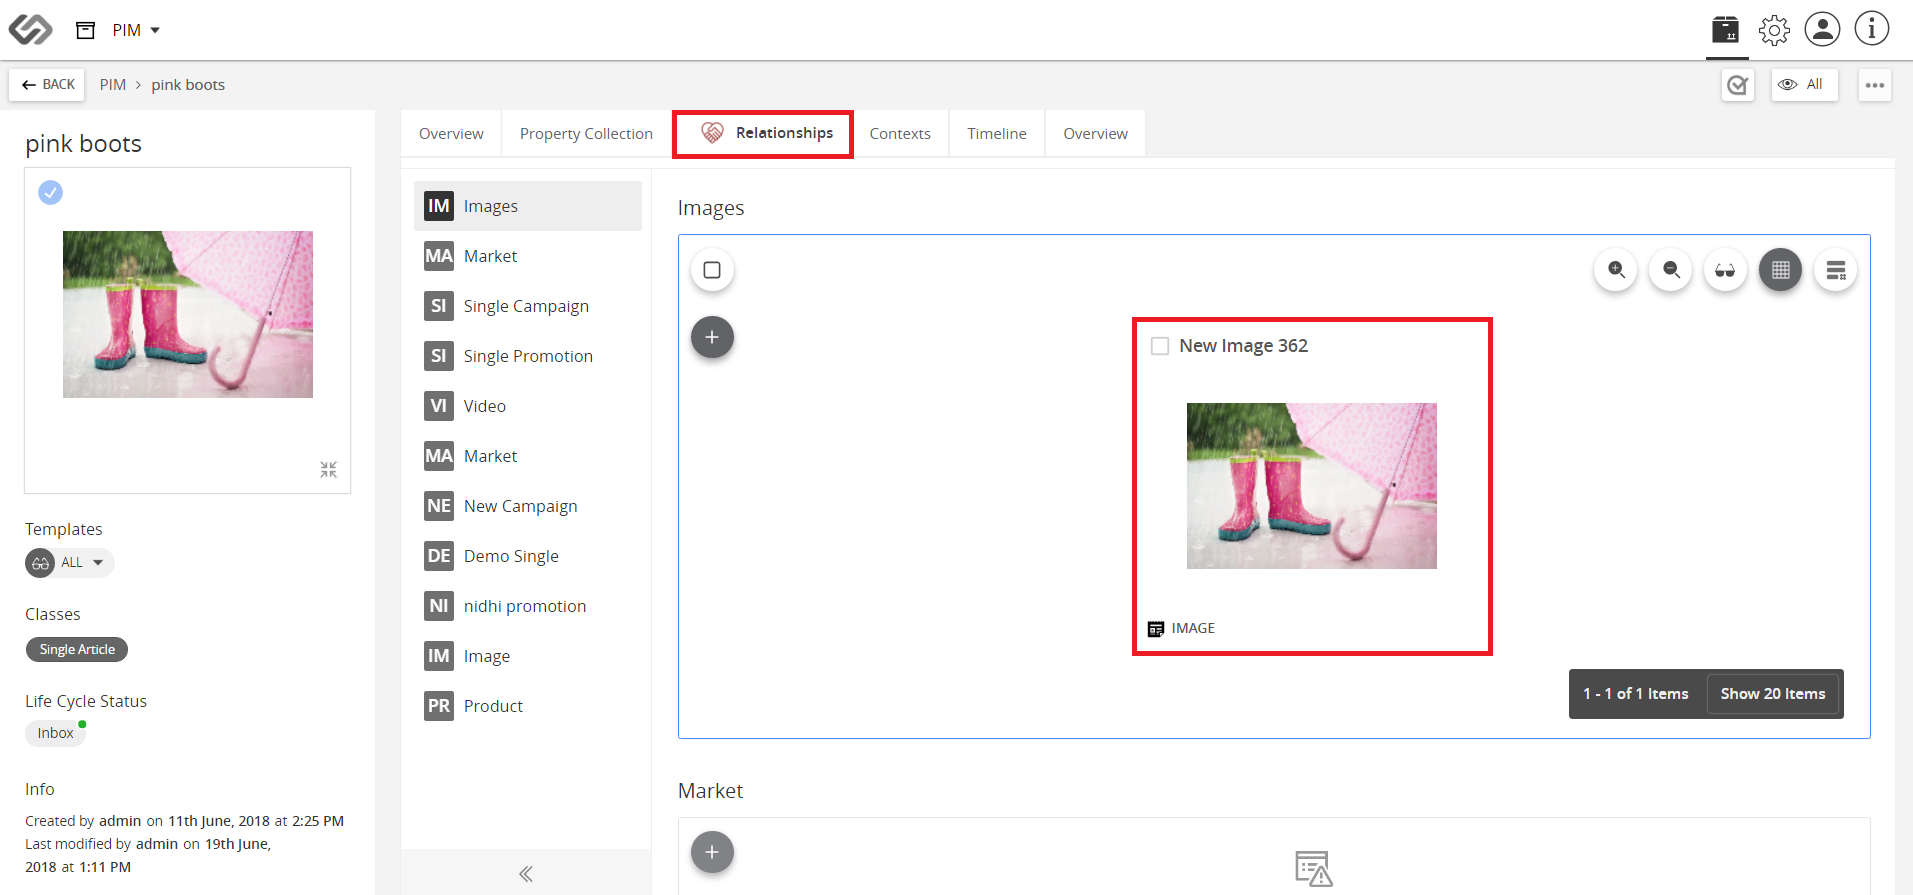 PIM
BACK
PIM > pink boots
All
pink boots
Templates
ALL
Classes
Single Article
Life Cycle Status
Inbox
Info
Created by admin on 11th June, 2018 at 2:25 PM
Last modified by admin on 19th June,
2018 at 1:11 PM
Overview
Property Collection
Relationships
Contexts
Timeline
Overview
IM Images
MA Market
SI Single Campaign
SI Single Promotion
VI Video
MA Market
NE New Campaign
DE Demo Single
NI nidhi promotion
IM Image
PR Product
Images
New Image 362
IMAGE
1 - 1 of 1 Items
Show 20 Items
Market